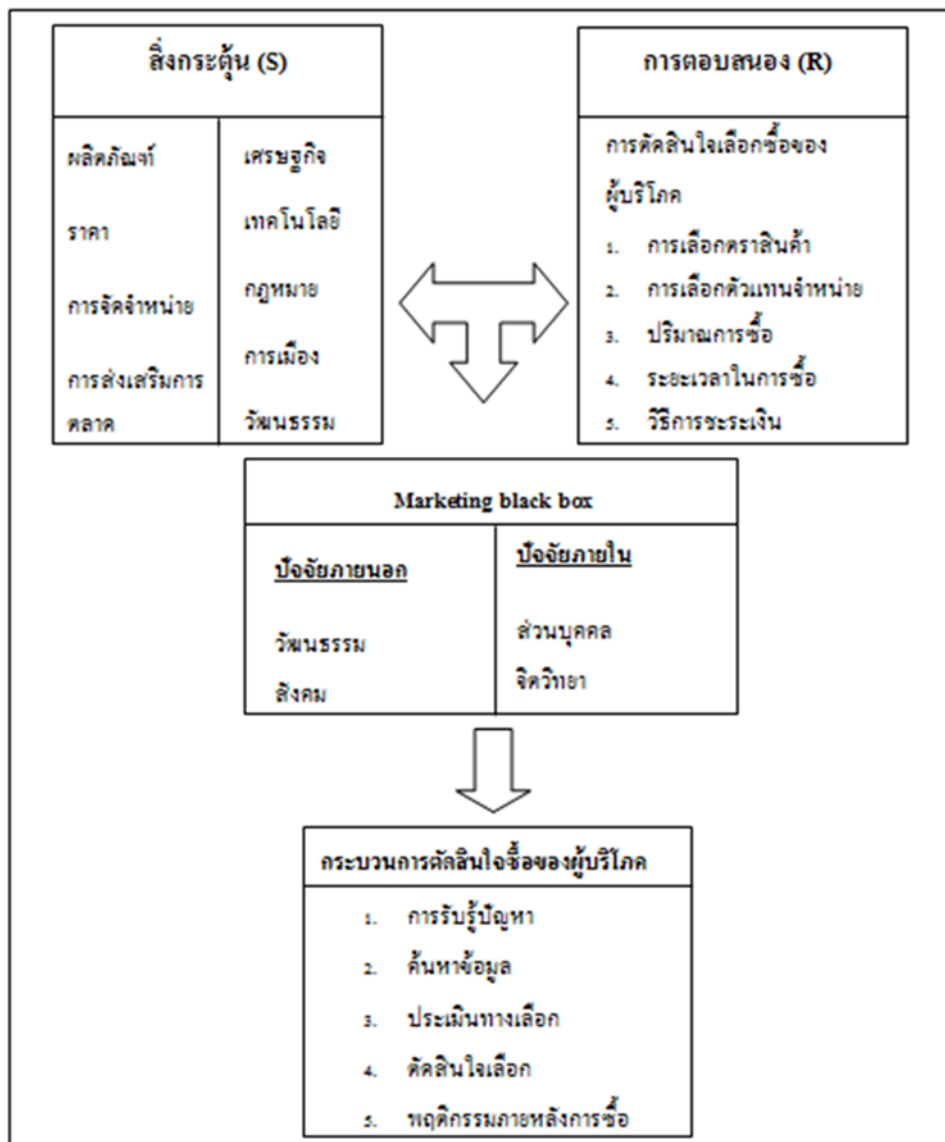 สิ่งกระตุ้น (S)
ผลิตภัณฑ์
ราคา
การจัดจำหน่าย
การส่งเสริมการ
ตลาด
เศรษฐกิจ
เทคโนโลยี
กฎหมาย
การเมือง
วัฒนธรรม
การตอบสนอง (R)
การตัดสินใจเลือกซื้อของ
ผู้บริโภค
1. การเลือกตราสินค้า
2. การเลือกตัวแทนจำหน่าย
3. ปริมาณการซื้อ
4. ระยะเวลาในการซื้อ
5. วิธีการชะระเงิน
Marketing black box
ปัจจัยภายนอก
วัฒนธรรม
สังคม
ปัจจัยภายใน
ส่วนบุคคล
จิตวิทยา
กระบวนการตัดสินใจซื้อของผู้บริโภค
1. การรับรู้ปัญหา
2. ค้นหาข้อมูล
3. ประเมินทางเลือก
4. ตัดสินใจเลือก
5. พฤติกรรมภายหลังการซื้อ